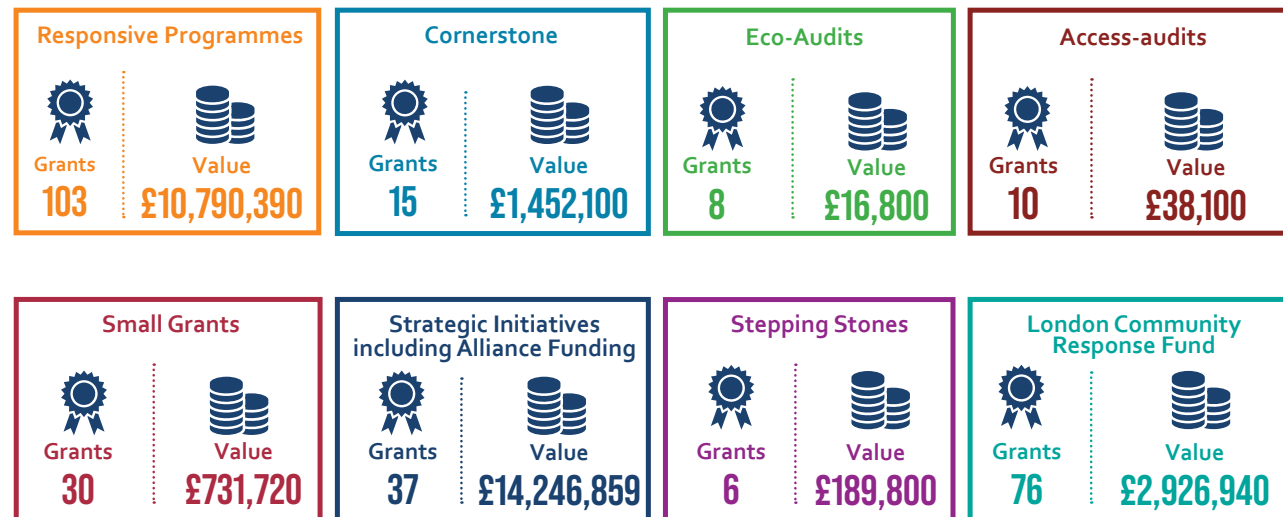 Responsive Programmes
Grants
103
Value
£10,790,390
Cornerstone
Grants
15
Value
£1,452,100
Eco-Audits
Grants
8
Value
£16,800
Access-audits
Grants
10
Value
£38,100
Small Grants
Grants
30
Value
£731,720
Strategic Initiatives
including Alliance Funding
Grants
37
Value
£14,246,859
Stepping Stones
Grants
6
Value
£189,800
London Community
Response Fund
Grants
76
Value
£2,926,940